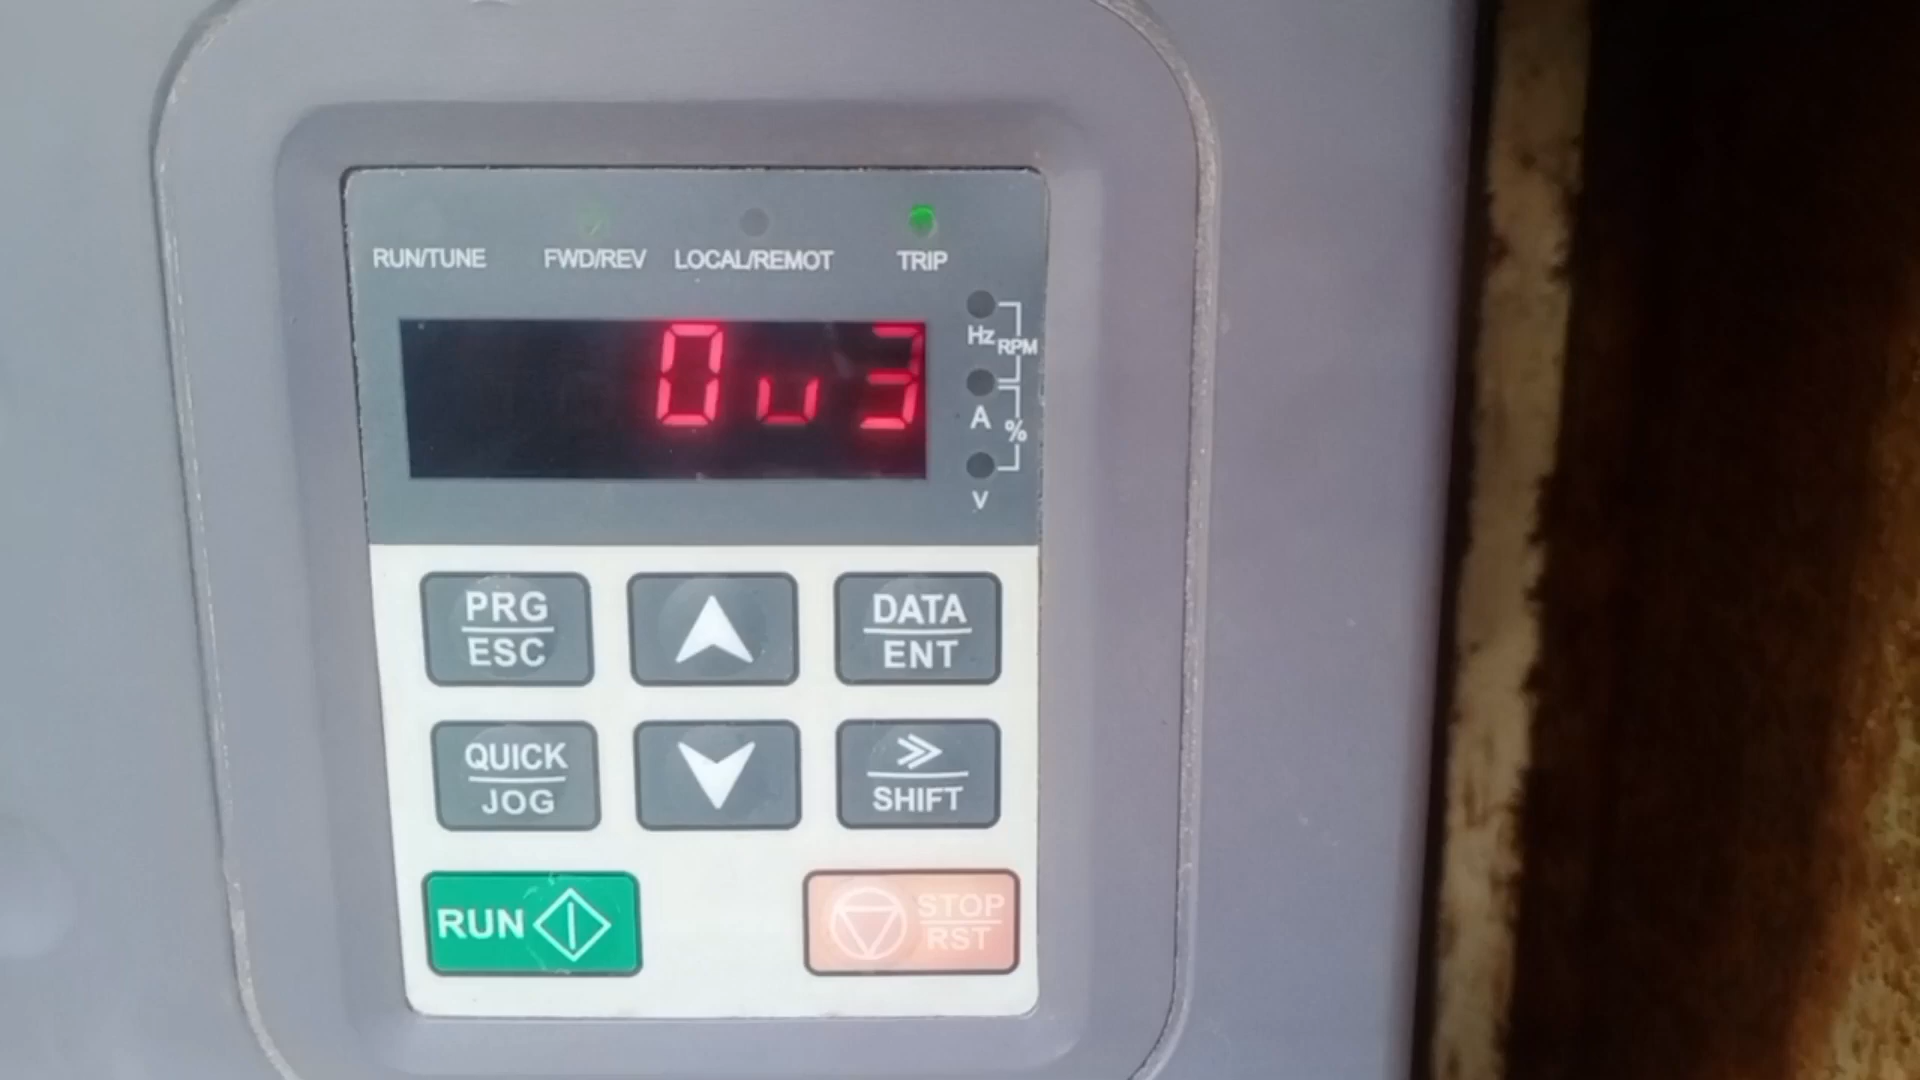 RUN/TUNE FWD/REV LOCAL/REMOT TRIP
0u3
Hz RPM
A %
V
PRG/ESC DATA/ENT
QUICK/JOG SHIFT
RUN STOP/RST